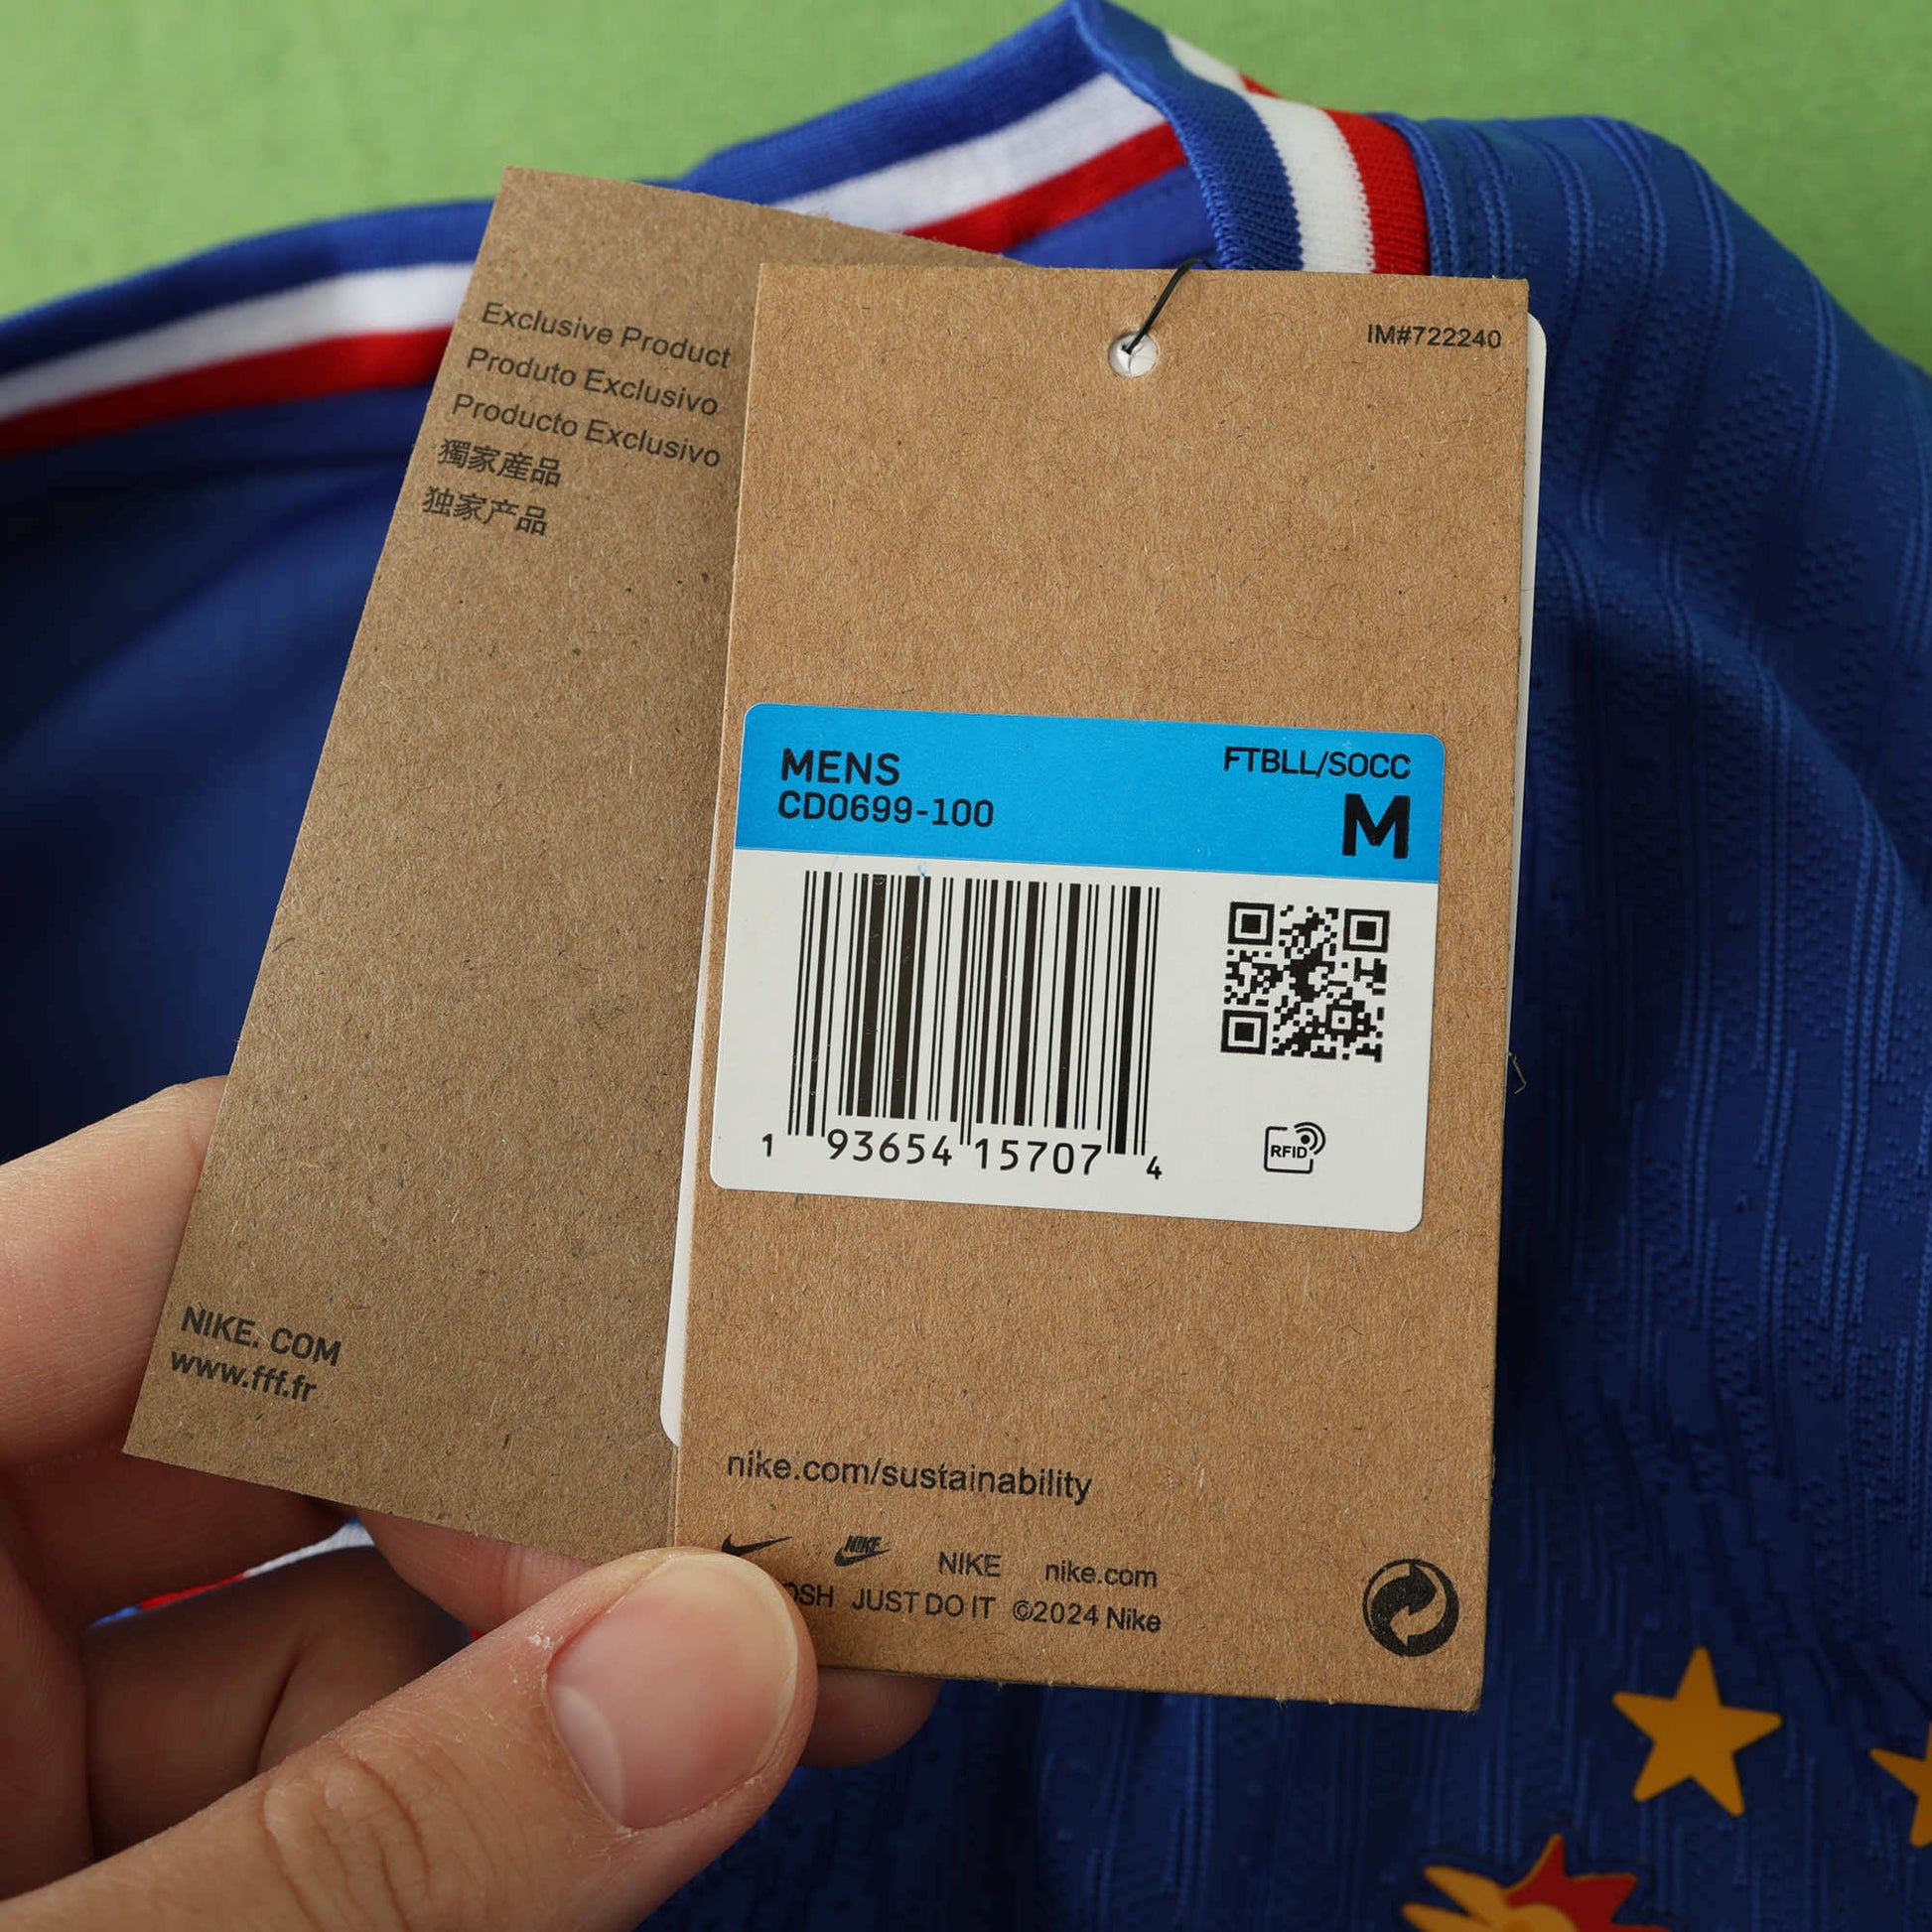 Exclusive Product
Produto Exclusivo
Producto Exclusivo
獨家産品
独家产品
NIKE. COM
www.fff.fr
IM#722240
MENS
FTBLL/SOCC
CD0699-100
M
1 93654 15707 4
RFID
nike.com/sustainability
NIKE NIKE nike.com
JUST DO IT ©2024 Nike